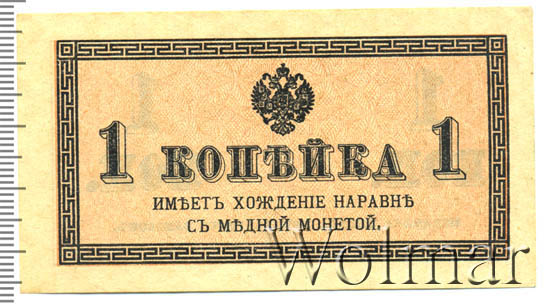 1 КОПѢЙКА 1
ИМѢЕТЪ ХОЖДЕНІЕ НАРАВНѢ
СЪ МѢДНОЙ МОНЕТОЙ.
Wolmar